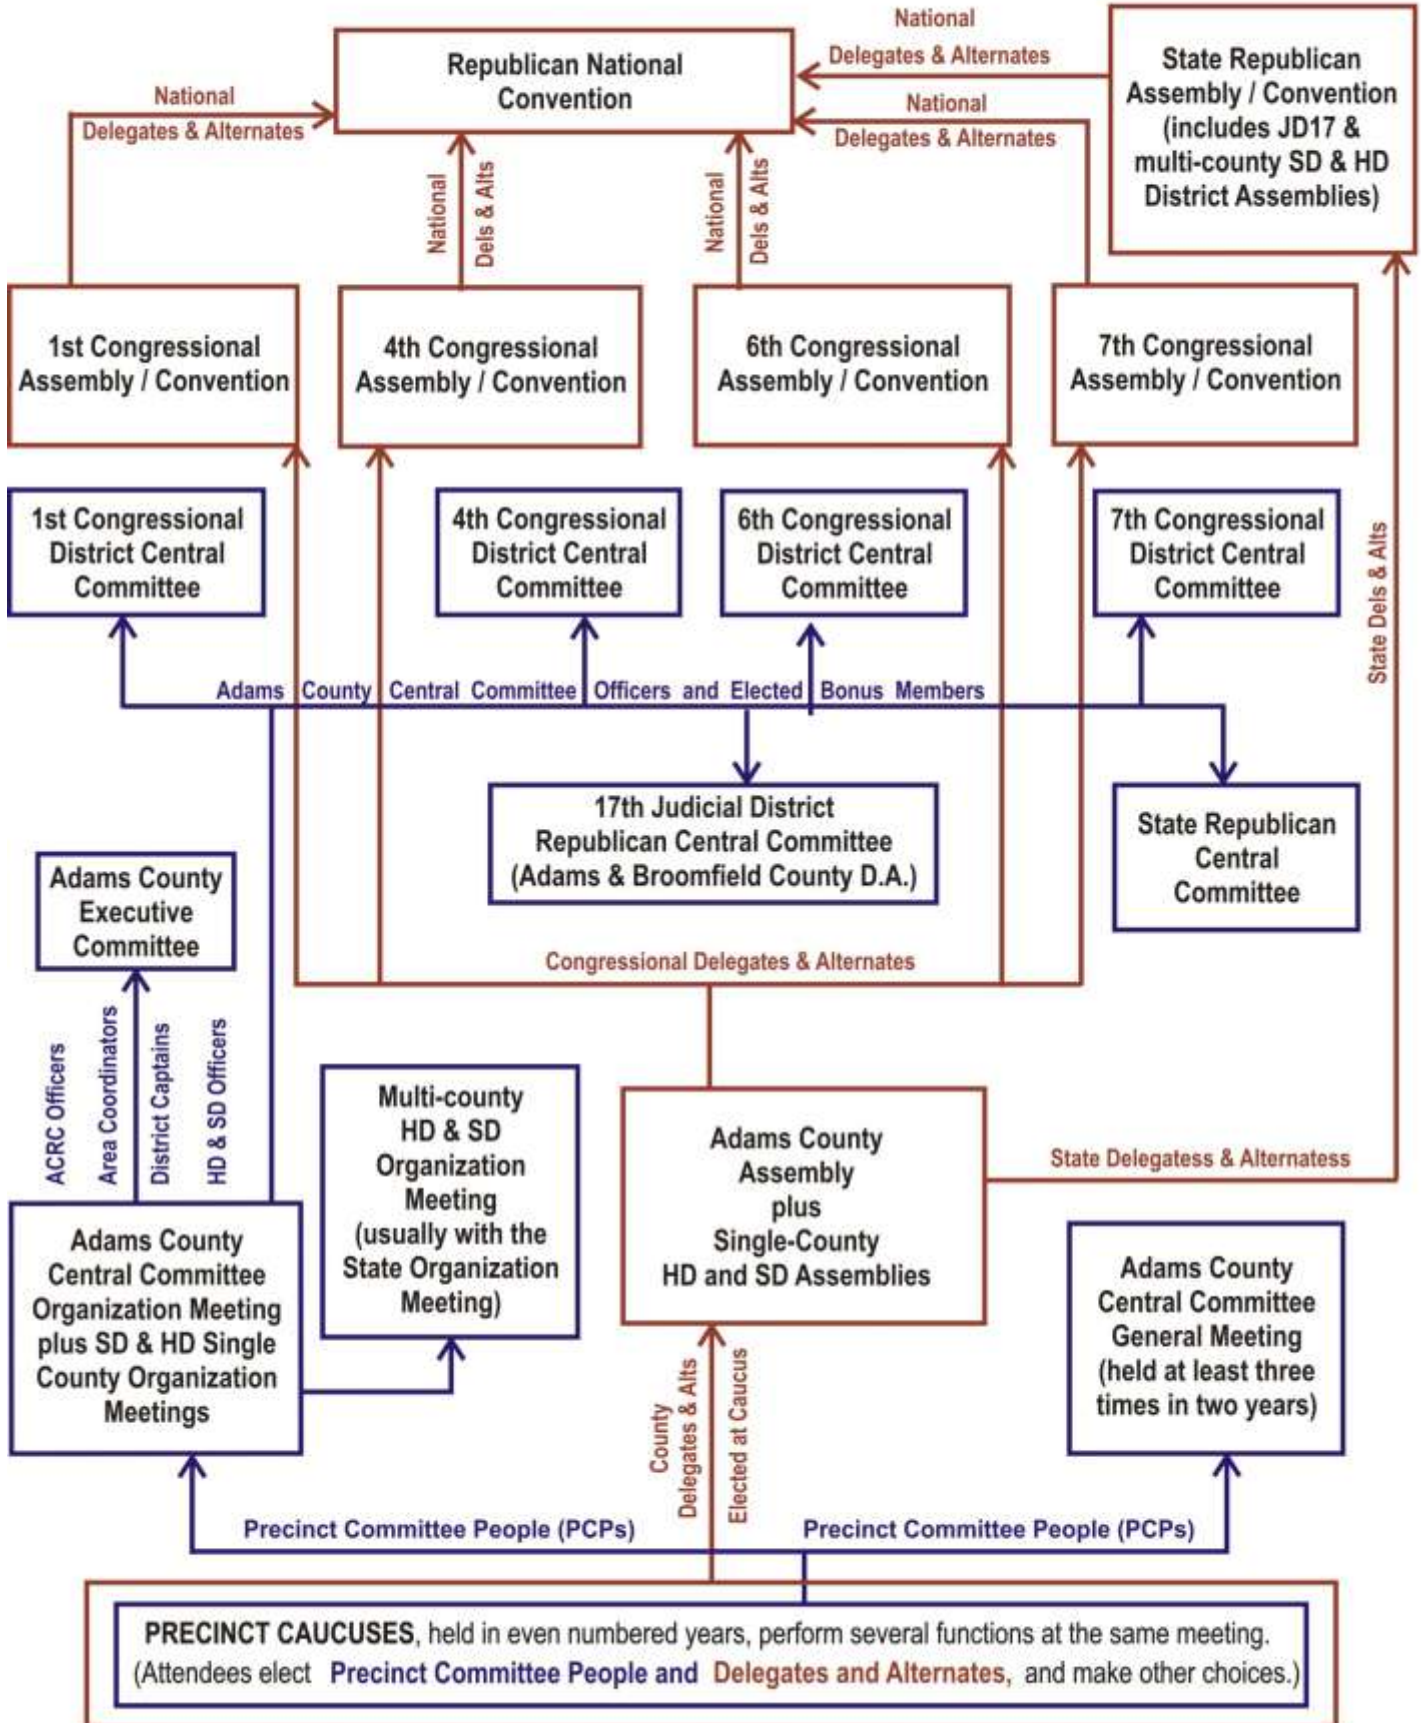 National
Delegates & Alternates
Republican National
Convention
State Republican
Assembly / Convention
(includes JD17 &
multi-county SD & HD
District Assemblies)
National
Delegates & Alternates
National
Delegates & Alternates
National
Dels & Alts
National
Dels & Alts
1st Congressional
Assembly / Convention
4th Congressional
Assembly / Convention
6th Congressional
Assembly / Convention
7th Congressional
Assembly / Convention
1st Congressional
District Central
Committee
4th Congressional
District Central
Committee
6th Congressional
District Central
Committee
7th Congressional
District Central
Committee
State Dels & Alts
Adams County Central Committee Officers and Elected Bonus Members
17th Judicial District
Republican Central Committee
(Adams & Broomfield County D.A.)
State Republican
Central
Committee
Adams County
Executive
Committee
Congressional Delegates & Alternates
ACRC Officers
Area Coordinators
District Captains
HD & SD Officers
Multi-county
HD & SD
Organization
Meeting
(usually with the
State Organization
Meeting)
Adams County
Assembly
plus
Single-County
HD and SD Assemblies
State Delegatess & Alternatess
Adams County
Central Committee
Organization Meeting
plus SD & HD Single
County Organization
Meetings
Adams County
Central Committee
General Meeting
(held at least three
times in two years)
County
Delegates & Alts
Elected at Caucus
Precinct Committee People (PCPs)
Precinct Committee People (PCPs)
PRECINCT CAUCUSES, held in even numbered years, perform several functions at the same meeting.
(Attendees elect Precinct Committee People and Delegates and Alternates, and make other choices.)